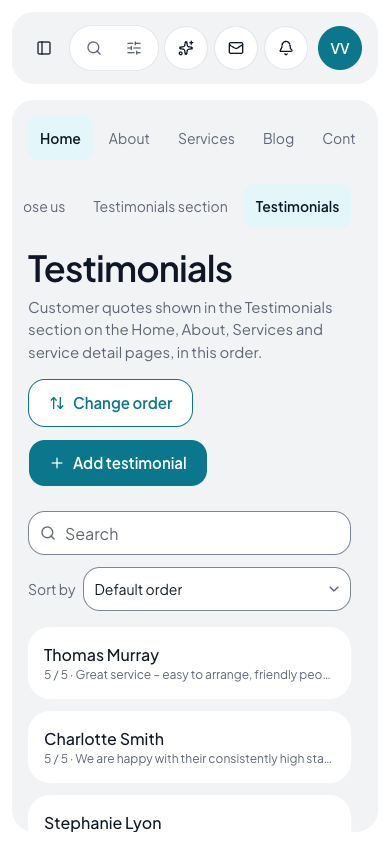 VV
Home About Services Blog Cont
ose us Testimonials section Testimonials
Testimonials
Customer quotes shown in the Testimonials
section on the Home, About, Services and
service detail pages, in this order.
Change order
Add testimonial
Search
Sort by Default order
Thomas Murray
5 / 5 · Great service – easy to arrange, friendly peo...
Charlotte Smith
5 / 5 · We are happy with their consistently high sta...
Stephanie Lyon